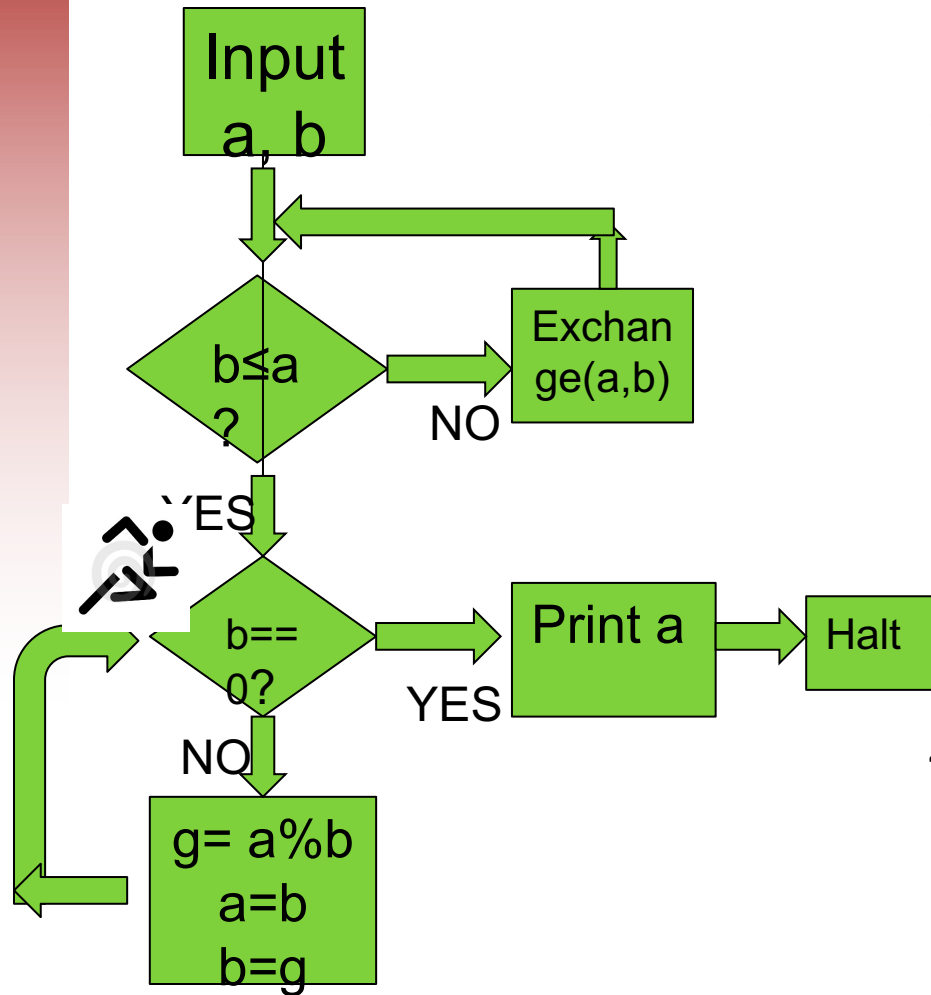 Input
a, b
b≤a
?
NO
Exchan
ge(a,b)
YES
b==
0?
YES
Print a
Halt
NO
g= a%b
a=b
b=g